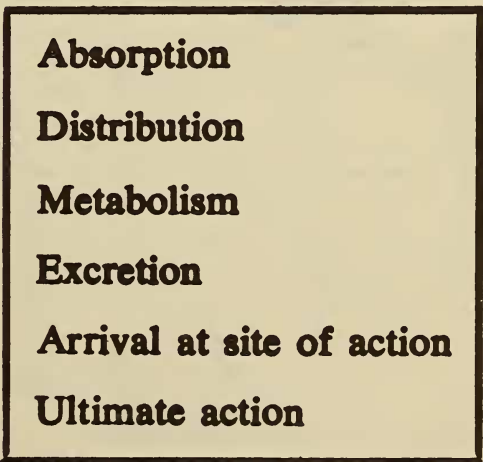 Absorption
Distribution
Metabolism
Excretion
Arrival at site of action
Ultimate action